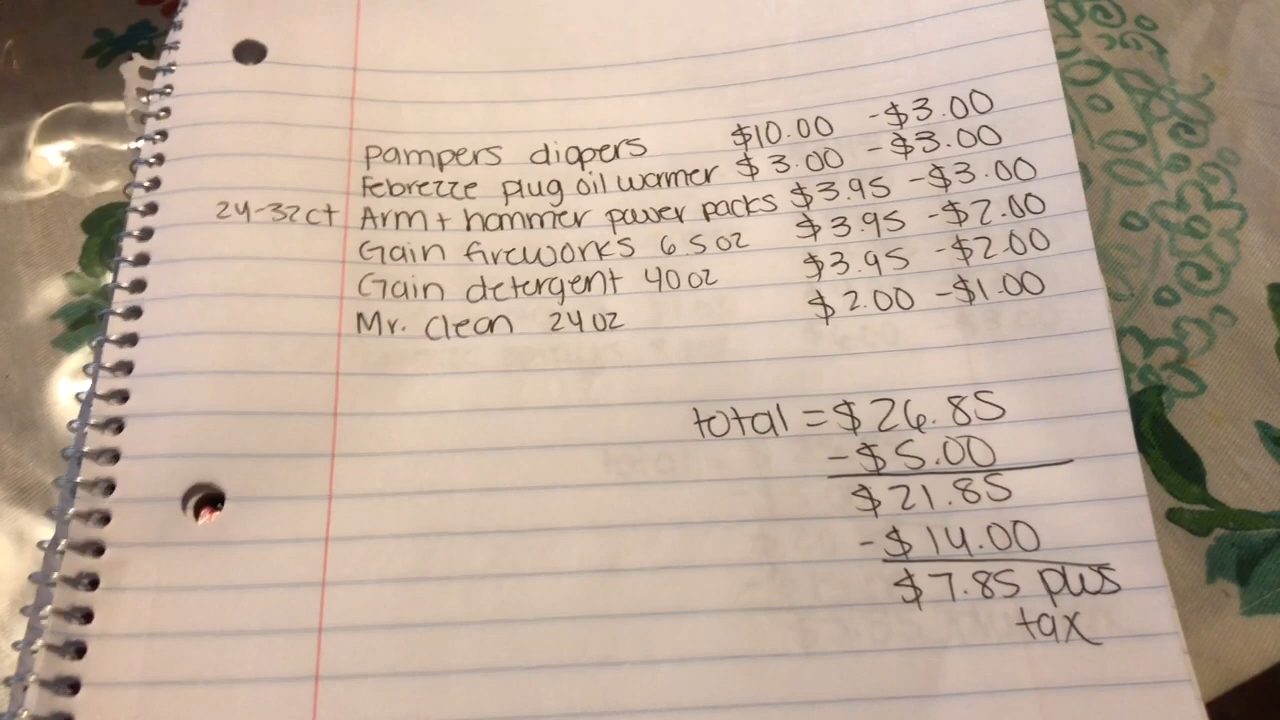 pampers diapers $10.00 -$3.00
Febrezze plug oil warmer $3.00 -$3.00
24-32ct Arm + hammer power packs $3.95 -$3.00
Gain fireworks 6.5oz $3.95 -$2.00
Gain detergent 40oz $3.95 -$2.00
Mr. clean 24oz $2.00 -$1.00
total = $26.85
-$5.00
$21.85
-$14.00
$7.85 plus
tax